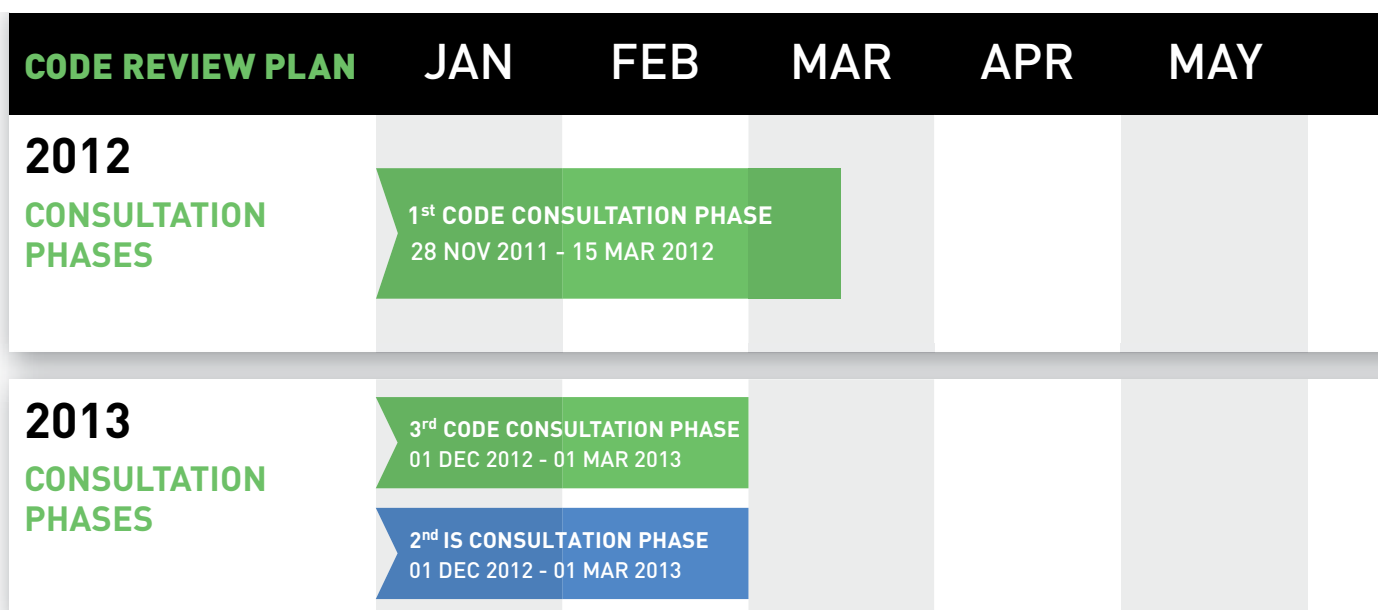 CODE REVIEW PLAN JAN FEB MAR APR MAY
2012
CONSULTATION
PHASES
1st CODE CONSULTATION PHASE
28 NOV 2011 - 15 MAR 2012
2013
CONSULTATION
PHASES
3rd CODE CONSULTATION PHASE
01 DEC 2012 - 01 MAR 2013
2nd IS CONSULTATION PHASE
01 DEC 2012 - 01 MAR 2013